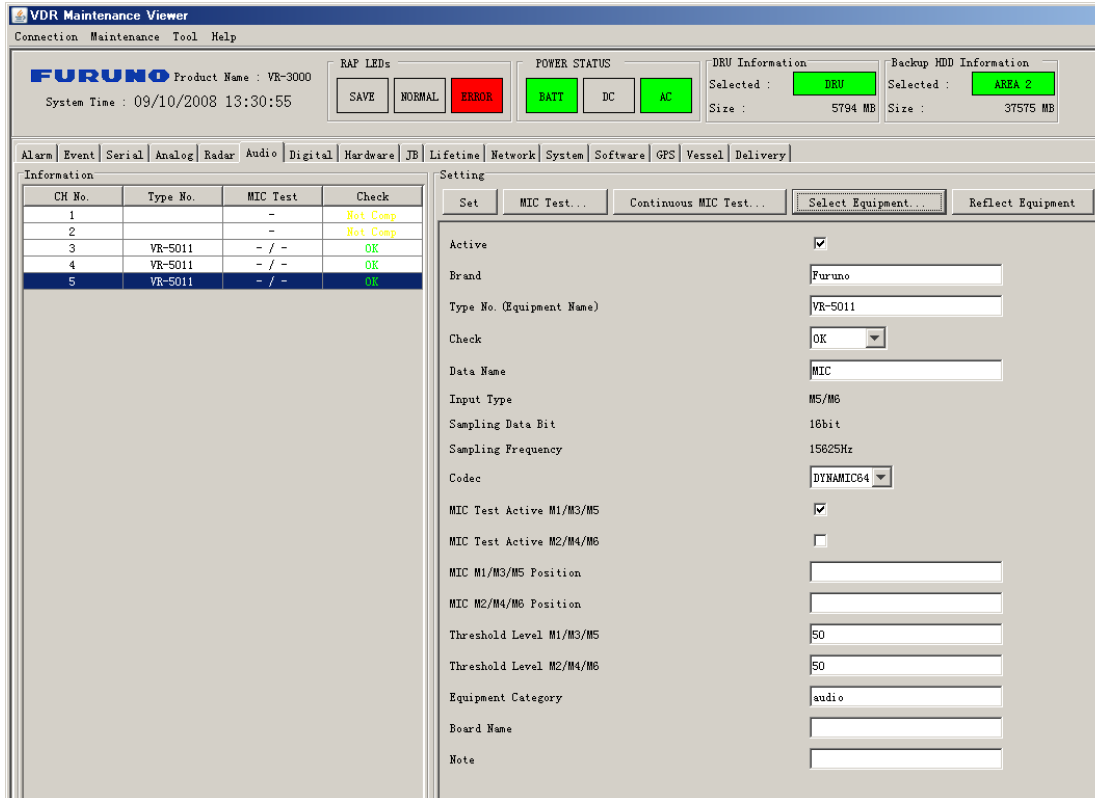 VDR Maintenance Viewer
Connection Maintenance Tool Help
FURUNO Product Name : VR-3000
System Time : 09/10/2008 13:30:55
RAP LEDs
SAVE NORMAL ERROR
POWER STATUS
BATT DC AC
DRU Information
Selected : DRU
Size : 5794 MB
Backup HDD Information
Selected : AREA 2
Size : 37575 MB
Alarm Event Serial Analog Radar Audio Digital Hardware JB Lifetime Network System Software GPS Vessel Delivery
Information
CH No. Type No. MIC Test Check
1 - Not Comp
2 - Not Comp
3 VR-5011 - / - OK
4 VR-5011 - / - OK
5 VR-5011 - / - OK
Setting
Set MIC Test... Continuous MIC Test... Select Equipment... Reflect Equipment
Active
Brand Furuno
Type No.(Equipment Name) VR-5011
Check OK
Data Name MIC
Input Type M5/M6
Sampling Data Bit 16bit
Sampling Frequency 15625Hz
Codec DYNAMIC64
MIC Test Active M1/M3/M5
MIC Test Active M2/M4/M6
MIC M1/M3/M5 Position
MIC M2/M4/M6 Position
Threshold Level M1/M3/M5 50
Threshold Level M2/M4/M6 50
Equipment Category audio
Board Name
Note